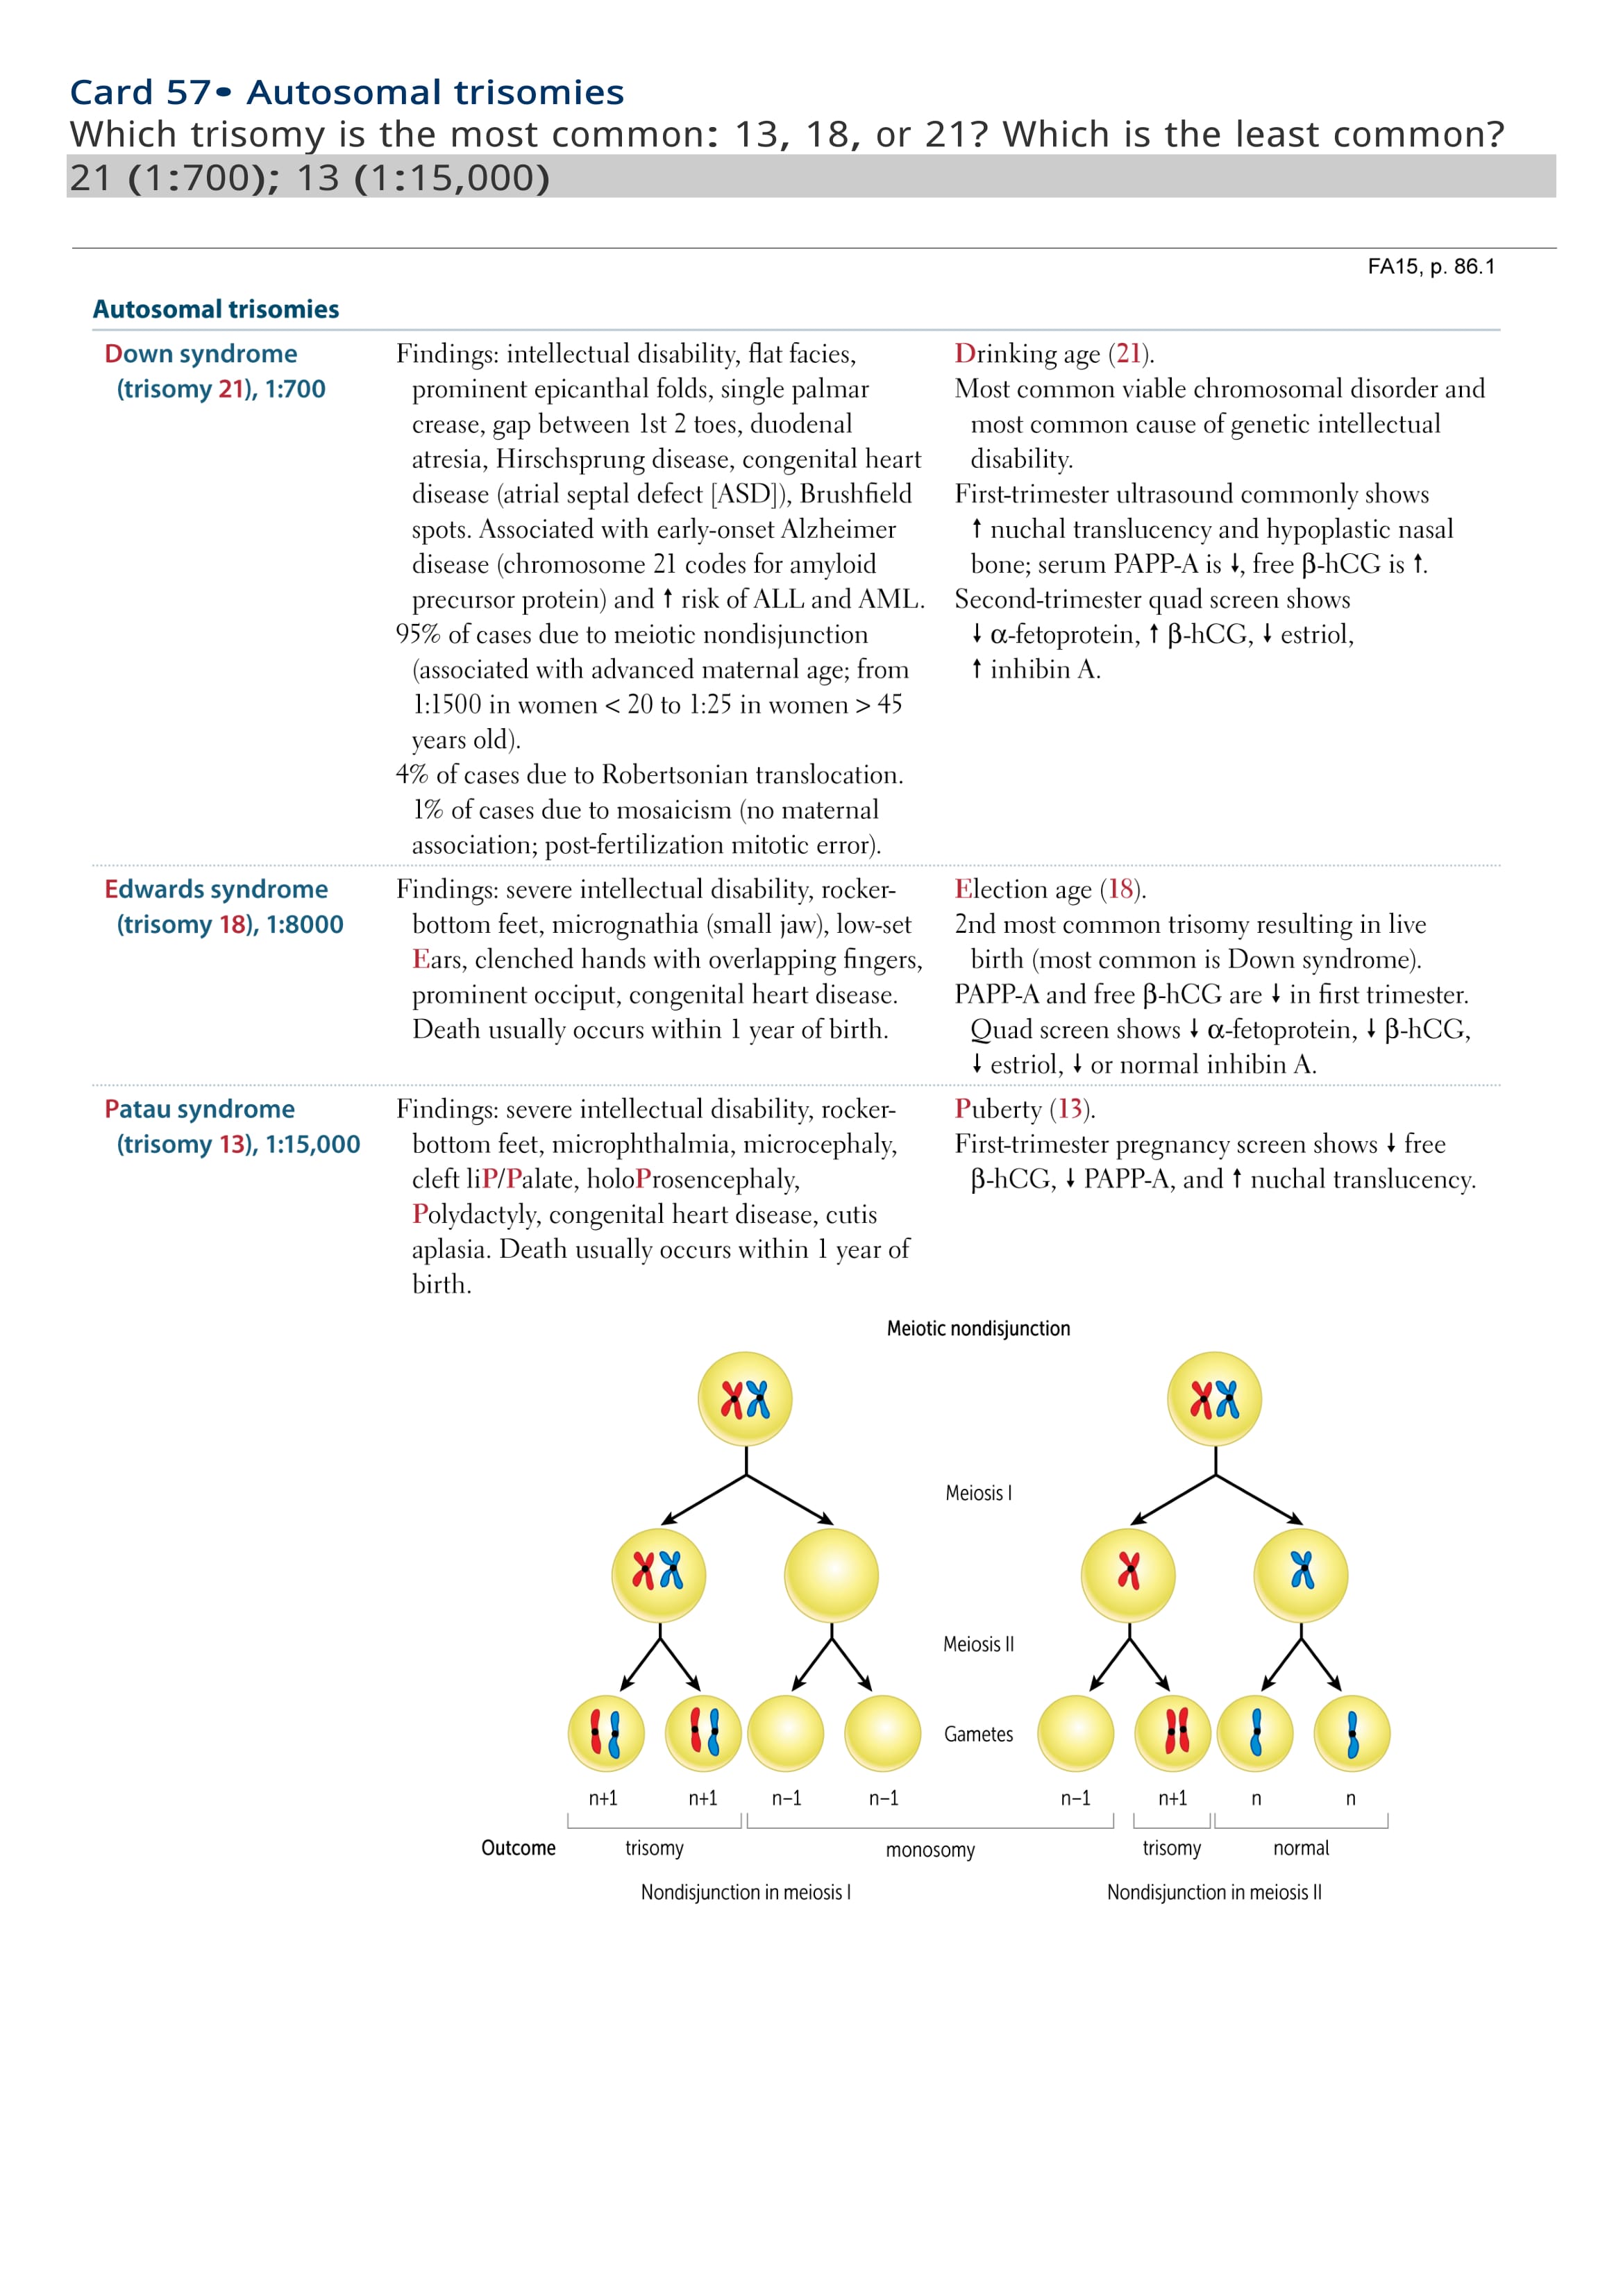 Card 57• Autosomal trisomies
Which trisomy is the most common: 13, 18, or 21? Which is the least common?
21 (1:700); 13 (1:15,000)
FA15, p. 86.1
Autosomal trisomies
Down syndrome
(trisomy 21), 1:700
Findings: intellectual disability, flat facies,
prominent epicanthal folds, single palmar
crease, gap between 1st 2 toes, duodenal
atresia, Hirschsprung disease, congenital heart
disease (atrial septal defect [ASD]), Brushfield
spots. Associated with early-onset Alzheimer
disease (chromosome 21 codes for amyloid
precursor protein) and ↑ risk of ALL and AML.
95% of cases due to meiotic nondisjunction
(associated with advanced maternal age; from
1:1500 in women < 20 to 1:25 in women > 45
years old).
4% of cases due to Robertsonian translocation.
1% of cases due to mosaicism (no maternal
association; post-fertilization mitotic error).
Drinking age (21).
Most common viable chromosomal disorder and
most common cause of genetic intellectual
disability.
First-trimester ultrasound commonly shows
↑ nuchal translucency and hypoplastic nasal
bone; serum PAPP-A is ↓, free β-hCG is ↑.
Second-trimester quad screen shows
↓ α-fetoprotein, ↑ β-hCG, ↓ estriol,
↑ inhibin A.
Edwards syndrome
(trisomy 18), 1:8000
Findings: severe intellectual disability, rocker-
bottom feet, micrognathia (small jaw), low-set
Ears, clenched hands with overlapping fingers,
prominent occiput, congenital heart disease.
Death usually occurs within 1 year of birth.
Election age (18).
2nd most common trisomy resulting in live
birth (most common is Down syndrome).
PAPP-A and free β-hCG are ↓ in first trimester.
Quad screen shows ↓ α-fetoprotein, ↓ β-hCG,
↓ estriol, ↓ or normal inhibin A.
Patau syndrome
(trisomy 13), 1:15,000
Findings: severe intellectual disability, rocker-
bottom feet, microphthalmia, microcephaly,
cleft liP/Palate, holoProsencephaly,
Polydactyly, congenital heart disease, cutis
aplasia. Death usually occurs within 1 year of
birth.
Puberty (13).
First-trimester pregnancy screen shows ↓ free
β-hCG, ↓ PAPP-A, and ↑ nuchal translucency.
Meiotic nondisjunction
Meiosis I
Meiosis II
Gametes
n+1 n+1 n−1 n−1 n−1 n+1 n n
Outcome trisomy monosomy trisomy normal
Nondisjunction in meiosis I Nondisjunction in meiosis II